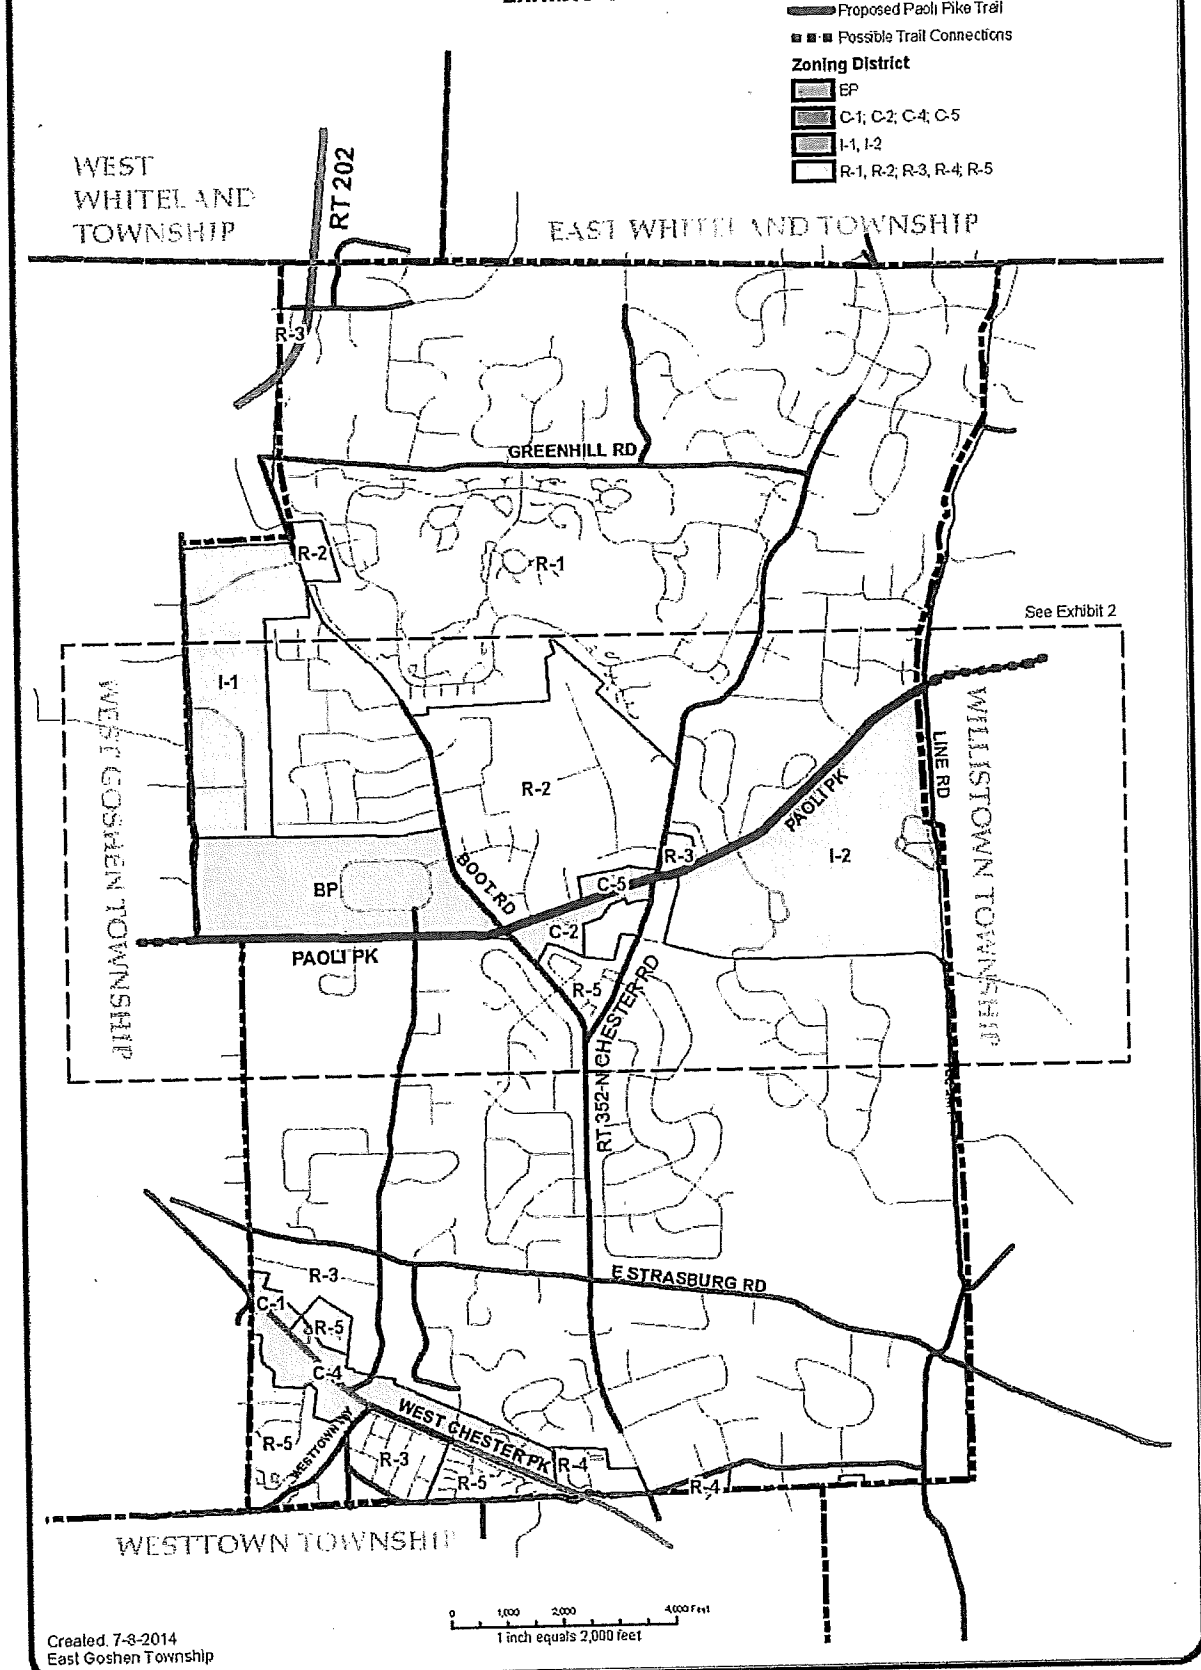 Proposed Paoli Pike Trail
Possible Trail Connections
Zoning District
BP
C-1; C-2; C-4; C-5
I-1, I-2
R-1, R-2; R-3, R-4; R-5
WEST
WHITELAND
TOWNSHIP
RT 202
EAST WHITELAND TOWNSHIP
R-3
GREENHILL RD
R-2
R-1
See Exhibit 2
I-1
WEST GOSHEN TOWNSHIP
WILLISTOWN TOWNSHIP
LINE RD
R-2
PAOLI PK
BOOT RD
R-3
I-2
BP
C-5
C-2
PAOLI PK
R-5
RT 352-N CHESTER RD
R-3
E STRASBURG RD
C-1
R-5
C-4
WEST CHESTER PK
R-5
WESTTOWN WY
R-3
R-4
R-5
R-4
WESTTOWN TOWNSHIP
0 1,000 2,000 4,000 Feet
1 inch equals 2,000 feet
Created. 7-8-2014
East Goshen Township